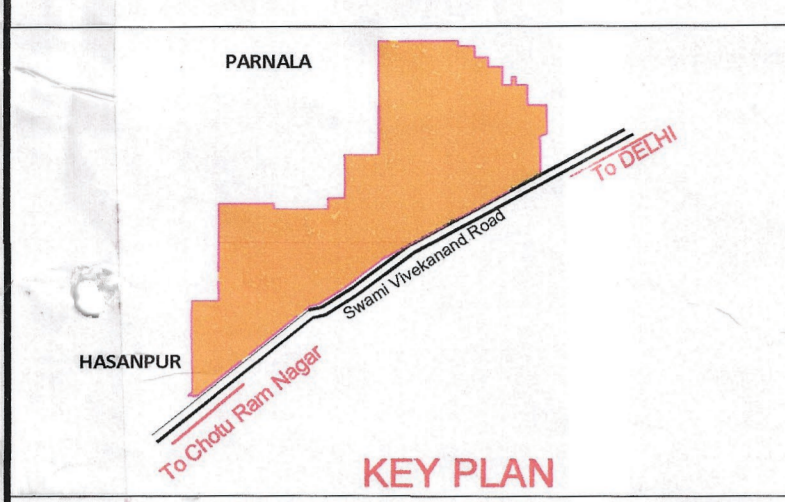 PARNALA
To DELHI
Swami Vivekanand Road
HASANPUR
To Chotu Ram Nagar
KEY PLAN